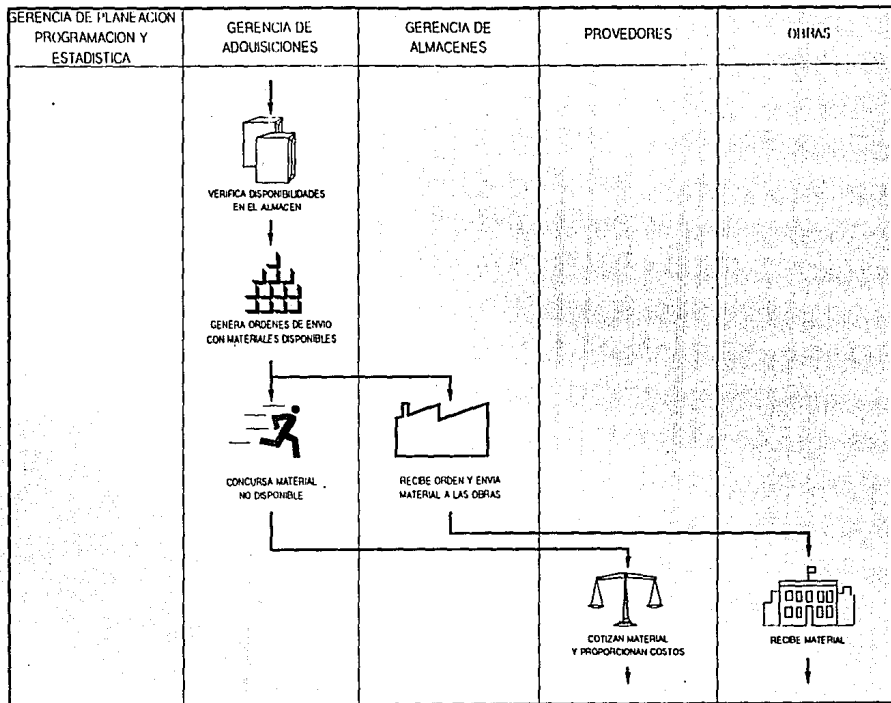 GERENCIA DE PLANEACION
PROGRAMACION Y
ESTADISTICA
GERENCIA DE
ADQUISICIONES
GERENCIA DE
ALMACENES
PROVEDORES
OBRAS
VERIFICA DISPONIBILIDADES
EN EL ALMACEN
GENERA ORDENES DE ENVIO
CON MATERIALES DISPONIBLES
CONCURSA MATERIAL
NO DISPONIBLE
RECIBE ORDEN Y ENVIA
MATERIAL A LAS OBRAS
COTIZAN MATERIAL
Y PROPORCIONAN COSTOS
RECIBE MATERIAL